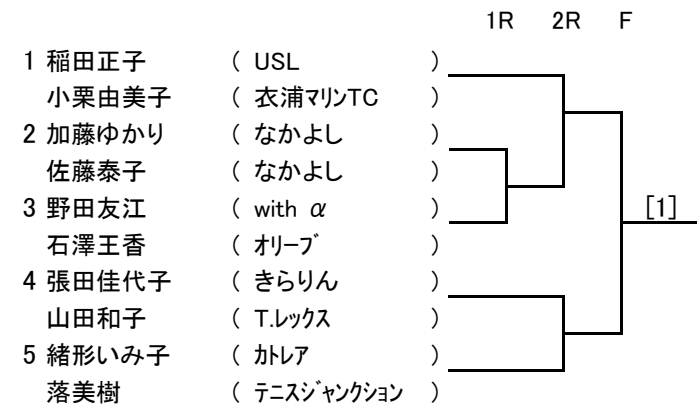 1R 2R F
1 稲田正子 ( USL )
小栗由美子 ( 衣浦マリンTC )
2 加藤ゆかり ( なかよし )
佐藤泰子 ( なかよし )
3 野田友江 ( with α ) [1]
石澤王香 ( オリーブ )
4 張田佳代子 ( きらりん )
山田和子 ( T.レックス )
5 緒形いみ子 ( カトレア )
落美樹 ( テニスジャンクション )